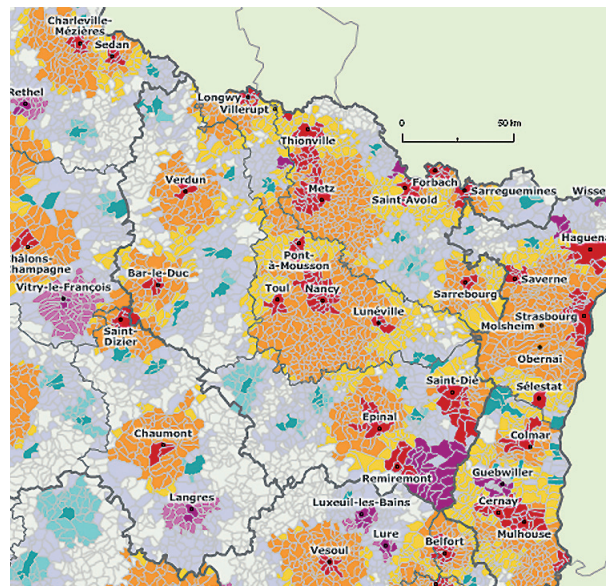 Charleville-
Mézières
Sedan
Rethel
Longwy
Villerupt
Thionville
0 50 km
Verdun
Metz
Forbach
Saint-Avold
Sarreguemines
Wisse
Haguena
Châlons-
Champagne
Pont-
à-Mousson
Bar-le-Duc
Toul
Nancy
Sarrebourg
Saverne
Vitry-le-François
Lunéville
Strasbourg
Molsheim
Saint-
Dizier
Obernai
Saint-Dié
Sélestat
Epinal
Chaumont
Colmar
Remiremont
Guebwiller
Langres
Luxeuil-les-Bains
Cernay
Mulhouse
Lure
Belfort
Vesoul